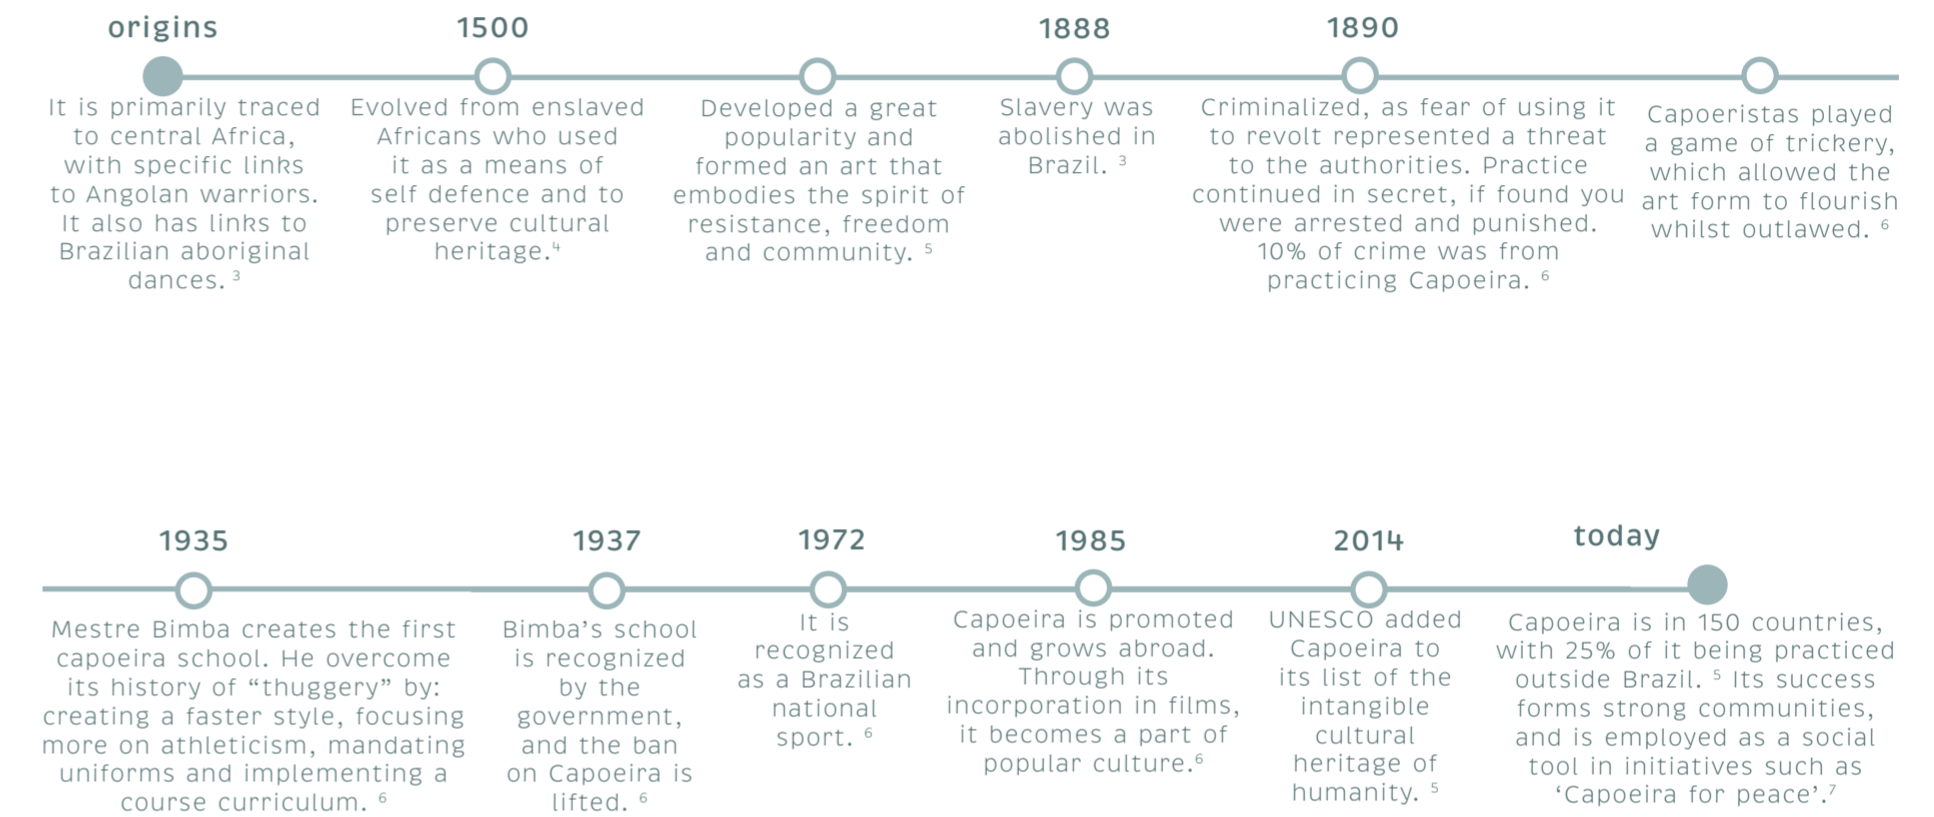 origins
It is primarily traced
to central Africa,
with specific links
to Angolan warriors.
It also has links to
Brazilian aboriginal
dances. 3
1500
Evolved from enslaved
Africans who used
it as a means of
self defence and to
preserve cultural
heritage.4
Developed a great
popularity and
formed an art that
embodies the spirit of
resistance, freedom
and community. 5
1888
Slavery was
abolished in
Brazil. 3
1890
Criminalized, as fear of using it
to revolt represented a threat
to the authorities. Practice
continued in secret, if found you
were arrested and punished.
10% of crime was from
practicing Capoeira. 6
Capoeristas played
a game of trickery,
which allowed the
art form to flourish
whilst outlawed. 6
1935
Mestre Bimba creates the first
capoeira school. He overcome
its history of “thuggery” by:
creating a faster style, focusing
more on athleticism, mandating
uniforms and implementing a
course curriculum. 6
1937
Bimba’s school
is recognized
by the
government,
and the ban
on Capoeira is
lifted. 6
1972
It is
recognized
as a Brazilian
national
sport. 6
1985
Capoeira is promoted
and grows abroad.
Through its
incorporation in films,
it becomes a part of
popular culture.6
2014
UNESCO added
Capoeira to
its list of the
intangible
cultural
heritage of
humanity. 5
today
Capoeira is in 150 countries,
with 25% of it being practiced
outside Brazil. 5 Its success
forms strong communities,
and is employed as a social
tool in initiatives such as
‘Capoeira for peace’.7